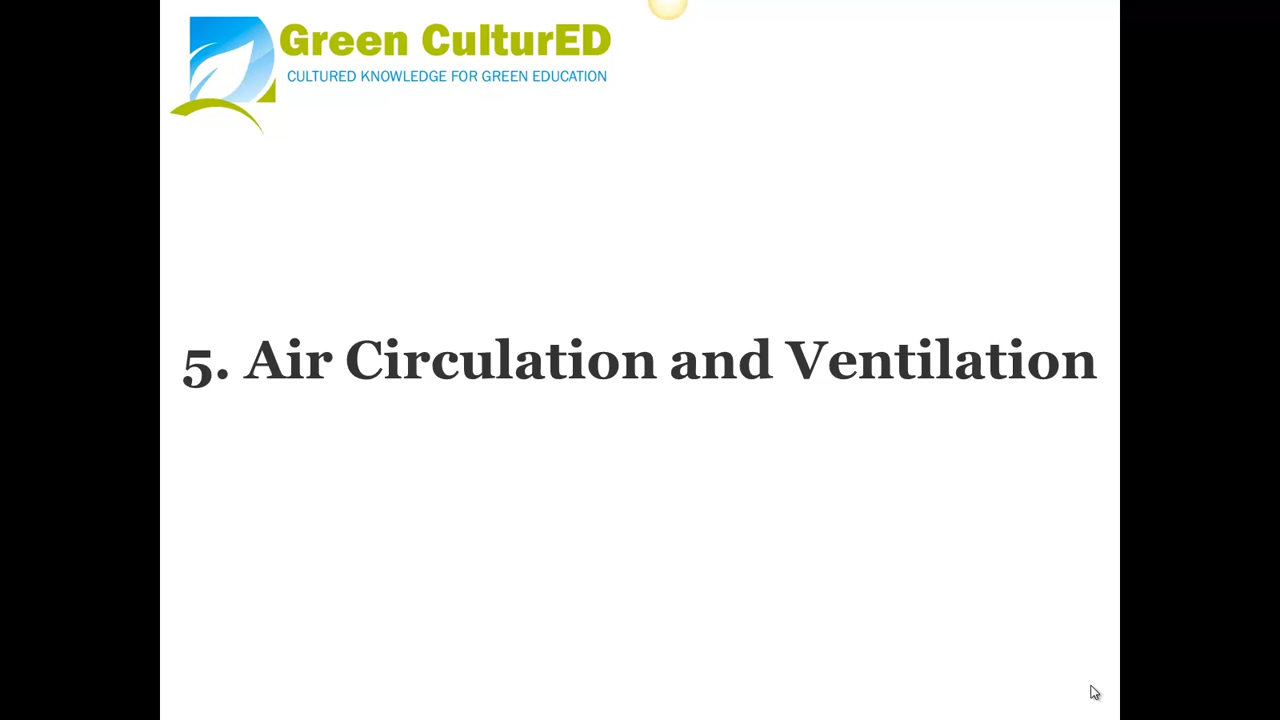 Green CulturED
CULTURED KNOWLEDGE FOR GREEN EDUCATION
5. Air Circulation and Ventilation